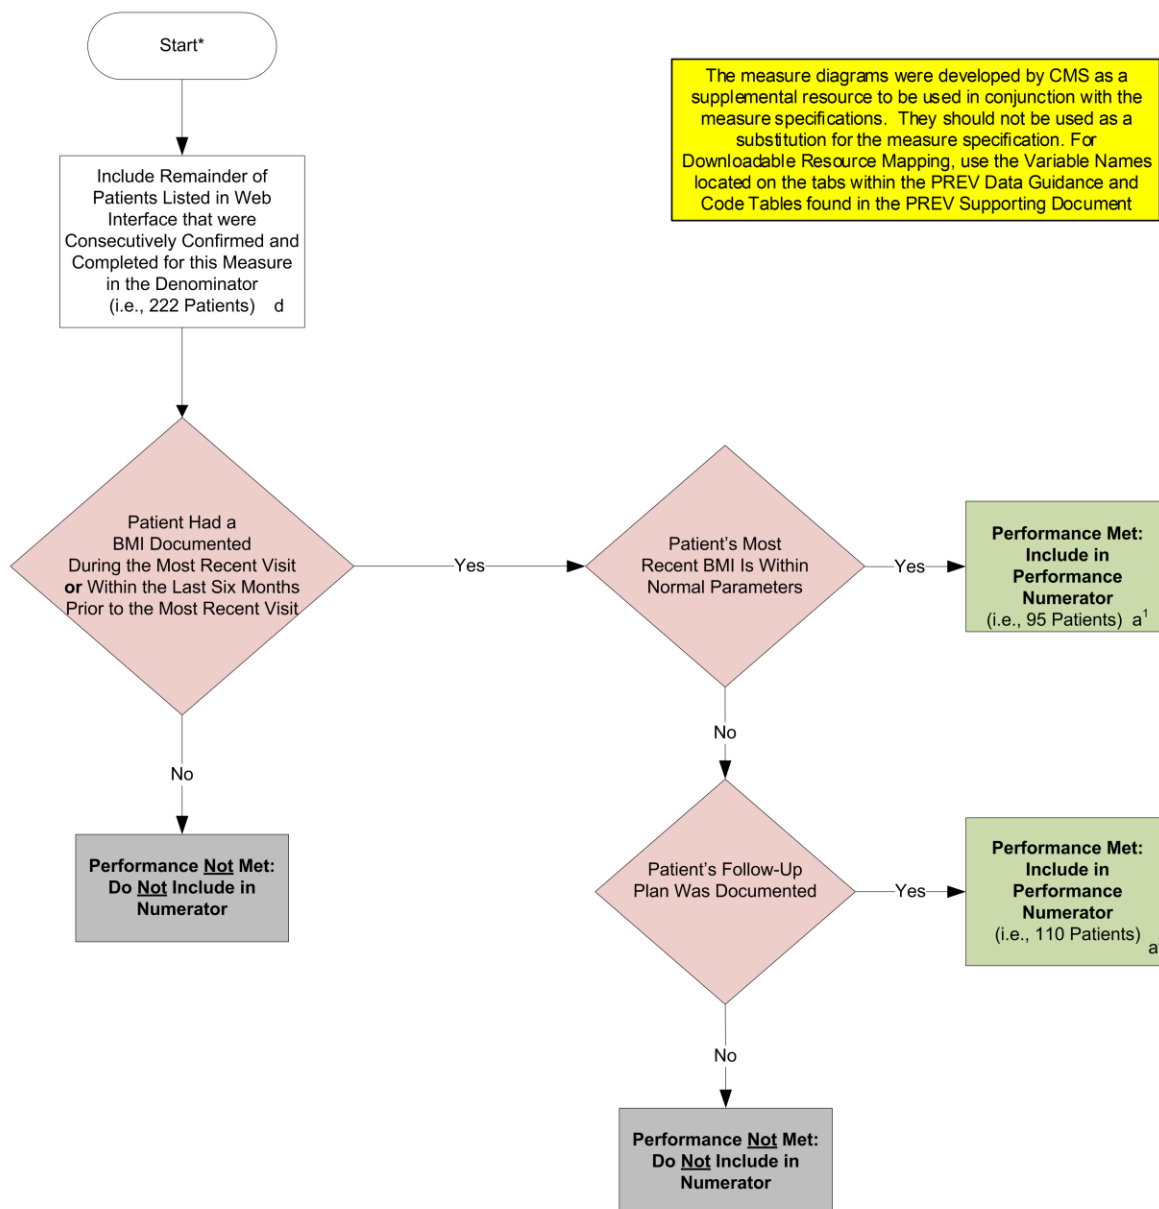 Start*
The measure diagrams were developed by CMS as a
supplemental resource to be used in conjunction with the
measure specifications. They should not be used as a
substitution for the measure specification. For
Downloadable Resource Mapping, use the Variable Names
located on the tabs within the PREV Data Guidance and
Code Tables found in the PREV Supporting Document
Include Remainder of
Patients Listed in Web
Interface that were
Consecutively Confirmed and
Completed for this Measure
in the Denominator
(i.e., 222 Patients) d
Patient Had a
BMI Documented
During the Most Recent Visit
or Within the Last Six Months
Prior to the Most Recent Visit
Yes
Patient's Most
Recent BMI Is Within
Normal Parameters
Yes
Performance Met:
Include in
Performance
Numerator
(i.e., 95 Patients) a¹
No
No
Performance Not Met:
Do Not Include in
Numerator
Patient's Follow-Up
Plan Was Documented
Yes
Performance Met:
Include in
Performance
Numerator
(i.e., 110 Patients)
a
No
Performance Not Met:
Do Not Include in
Numerator